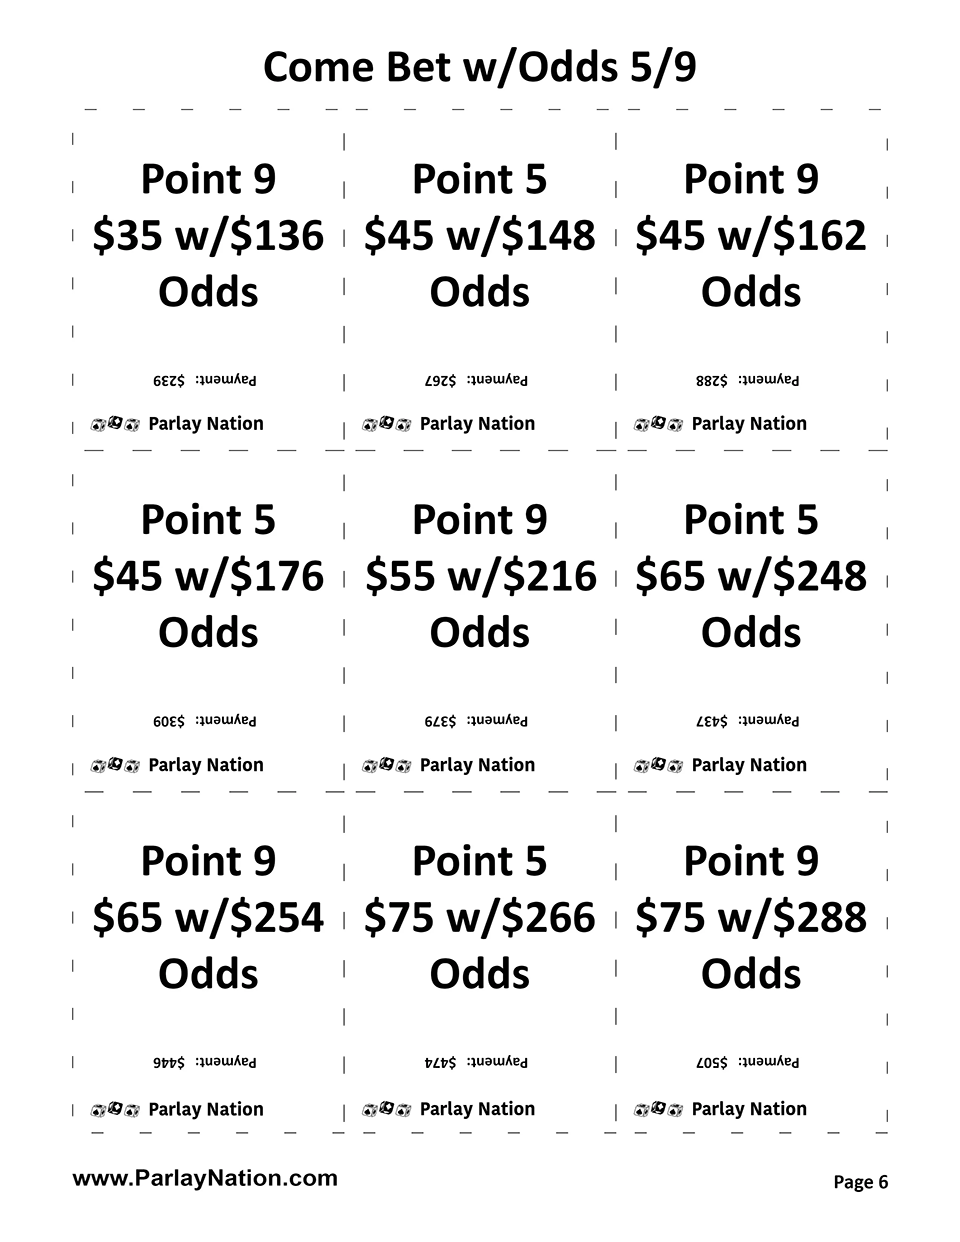 Come Bet w/Odds 5/9
Point 9
$35 w/$136
Odds
Payment: $239
Parlay Nation
Point 5
$45 w/$148
Odds
Payment: $267
Parlay Nation
Point 9
$45 w/$162
Odds
Payment: $288
Parlay Nation
Point 5
$45 w/$176
Odds
Payment: $309
Parlay Nation
Point 9
$55 w/$216
Odds
Payment: $379
Parlay Nation
Point 5
$65 w/$248
Odds
Payment: $437
Parlay Nation
Point 9
$65 w/$254
Odds
Payment: $446
Parlay Nation
Point 5
$75 w/$266
Odds
Payment: $474
Parlay Nation
Point 9
$75 w/$288
Odds
Payment: $507
Parlay Nation
www.ParlayNation.com
Page 6